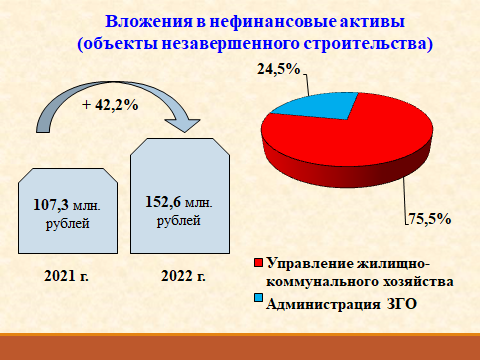 Вложения в нефинансовые активы
(объекты незавершенного строительства)
+ 42,2%
107,3 млн.
рублей
152,6 млн.
рублей
2021 г.
2022 г.
24,5%
75,5%
Управление жилищно-
коммунального хозяйства
Администрация ЗГО